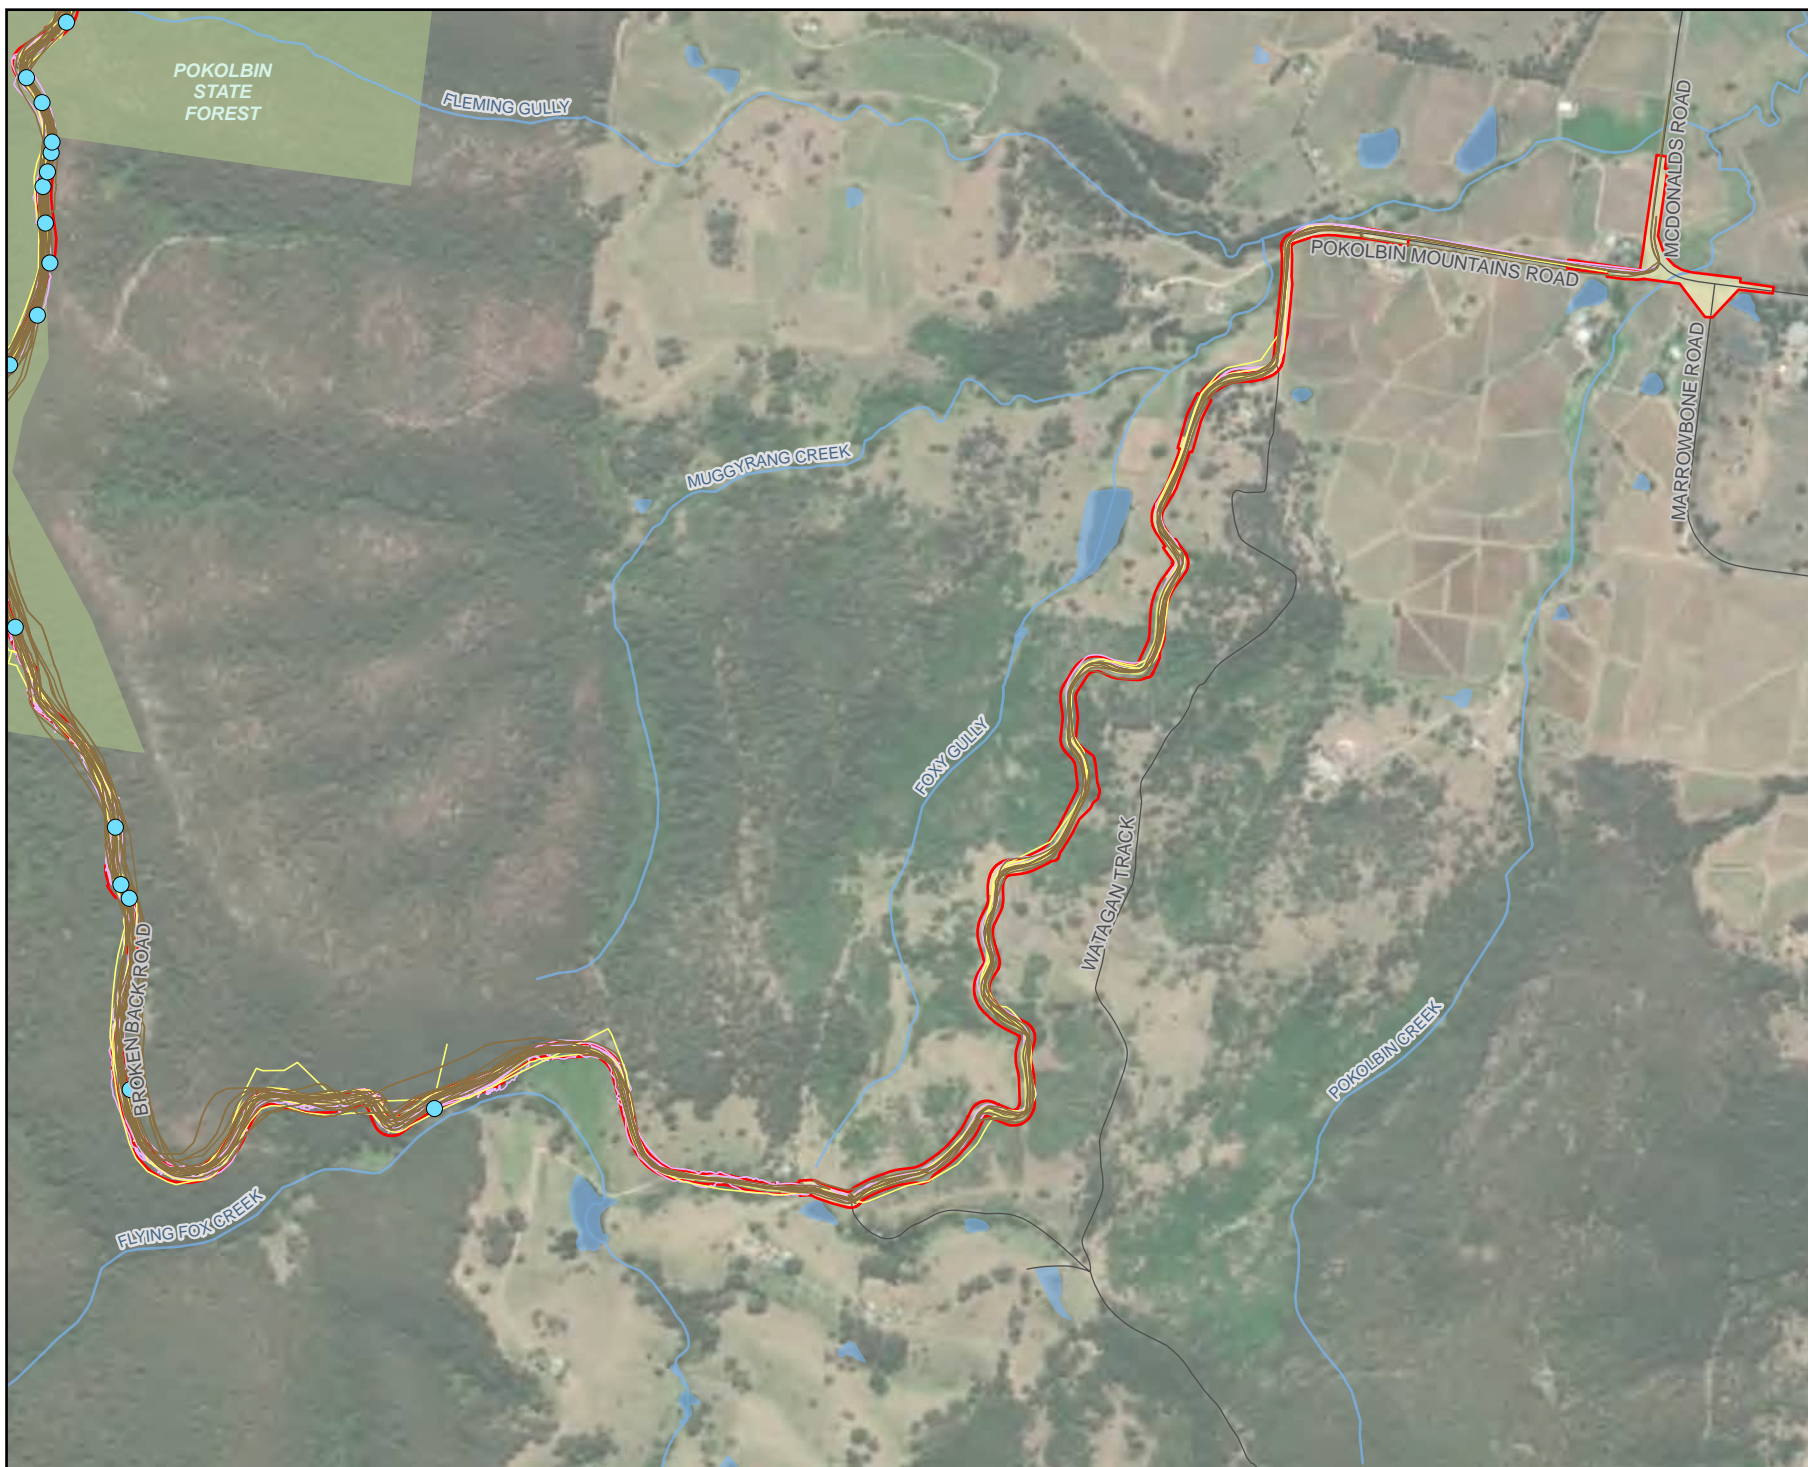 POKOLBIN
STATE
FOREST
FLEMING GULLY
MCDONALDS ROAD
POKOLBIN MOUNTAINS ROAD
MARROWBONE ROAD
MUGGYRANG CREEK
FOXY GULLY
WATAGAN TRACK
BROKEN BACK ROAD
POKOLBIN CREEK
FLYING FOX CREEK